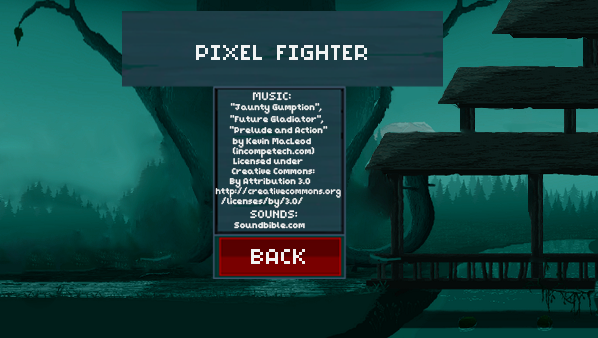 PIXEL FIGHTER
MUSIC:
"Jaunty Gumption",
"Future Gladiator",
"Prelude and Action"
by Kevin MacLeod
(incompetech.com)
Licensed under
Creative Commons:
By Attribution 3.0
http://creativecommons.org
/licenses/by/3.0/
SOUNDS:
Soundbible.com
BACK